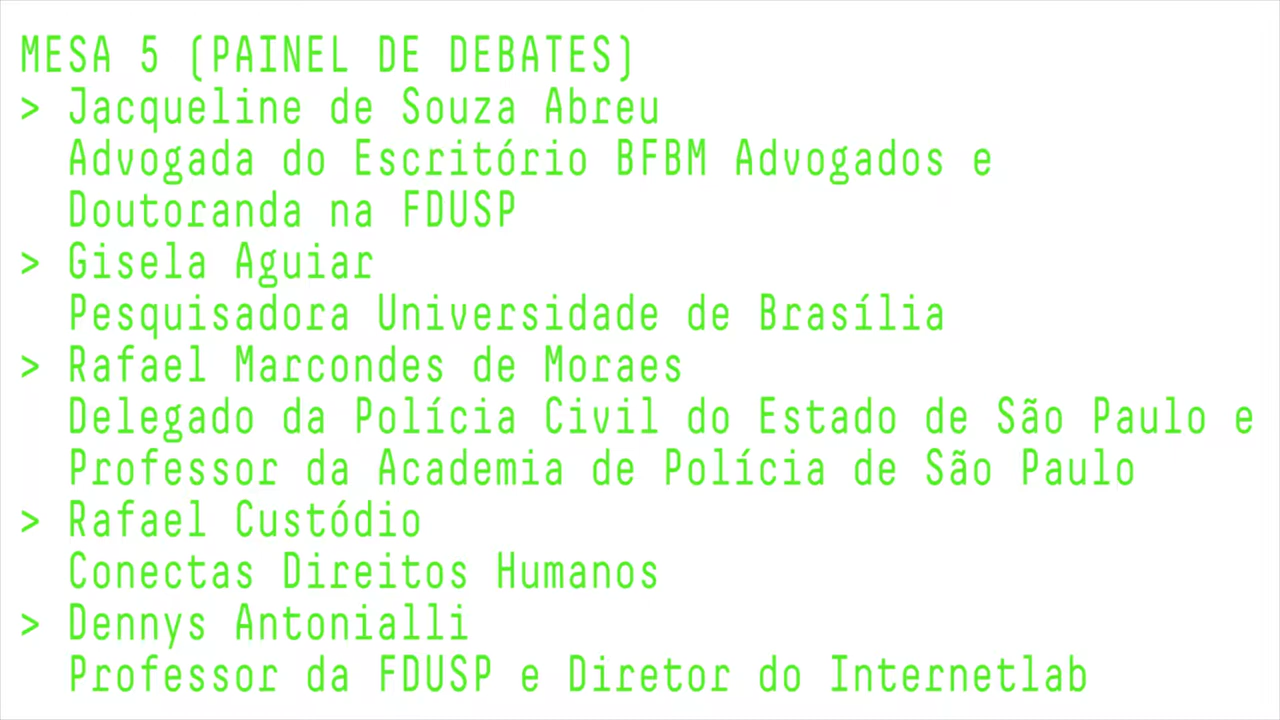 MESA 5 (PAINEL DE DEBATES)
> Jacqueline de Souza Abreu
Advogada do Escritório BFBM Advogados e
Doutoranda na FDUSP
> Gisela Aguiar
Pesquisadora Universidade de Brasília
> Rafael Marcondes de Moraes
Delegado da Polícia Civil do Estado de São Paulo e
Professor da Academia de Polícia de São Paulo
> Rafael Custódio
Conectas Direitos Humanos
> Dennys Antonialli
Professor da FDUSP e Diretor do Internetlab